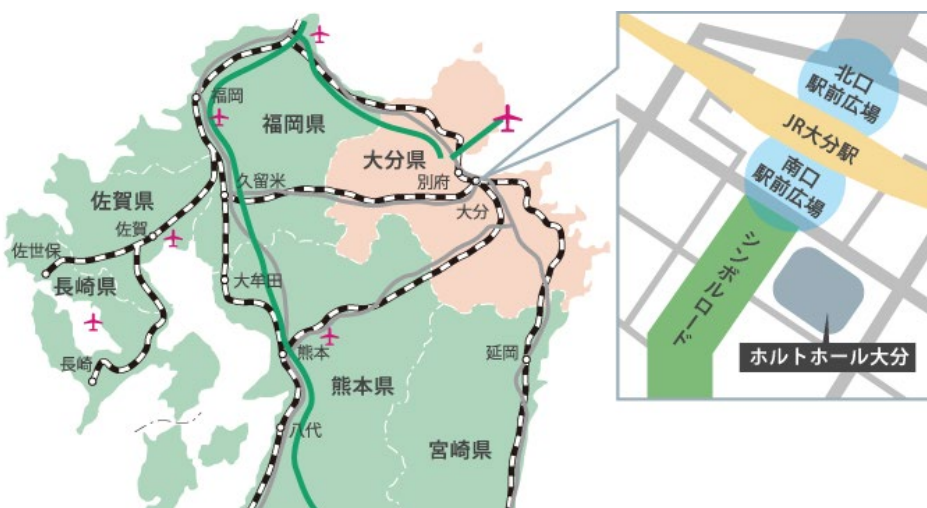 福岡
福岡県
大分県
久留米
別府
佐賀県
大分
佐賀
佐世保
大牟田
長崎県
熊本
長崎
延岡
熊本県
八代
宮崎県
北口
駅前広場
JR大分駅
南口
駅前広場
シンボルロード
ホルトホール大分